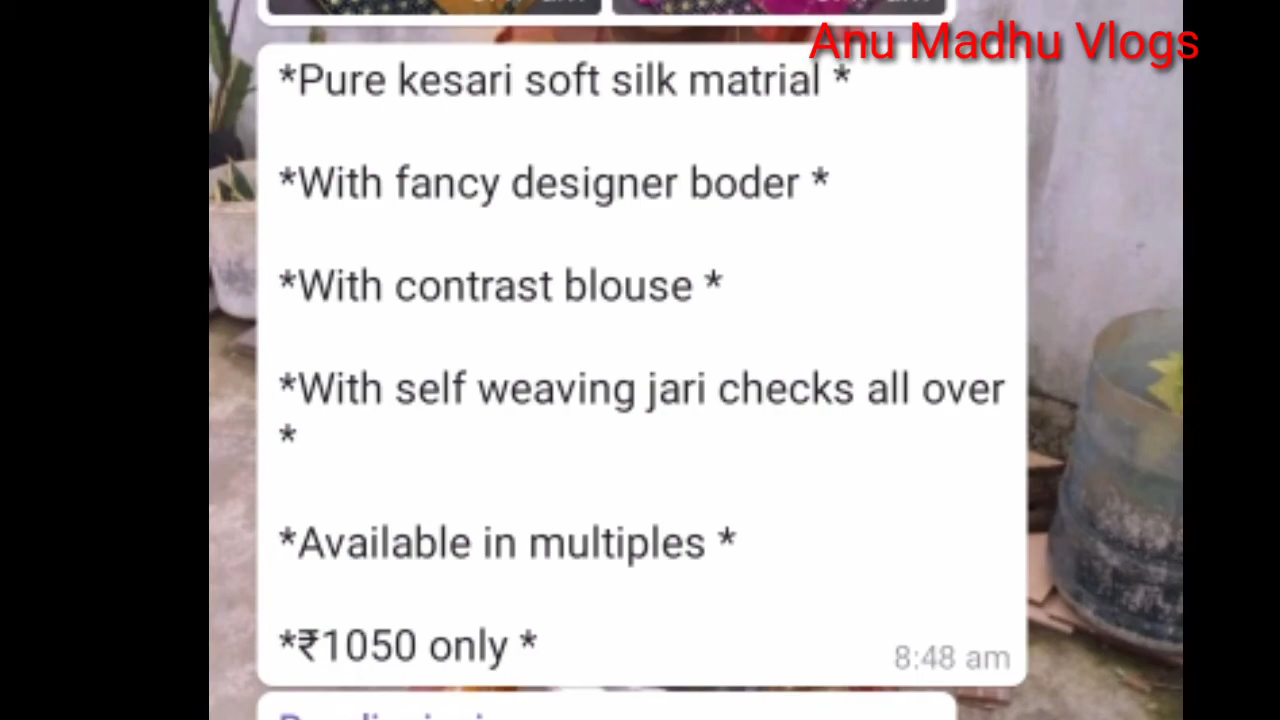 Anu Madhu Vlogs
*Pure kesari soft silk matrial *
*With fancy designer boder *
*With contrast blouse *
*With self weaving jari checks all over
*
*Available in multiples *
*₹1050 only *
8:48 am